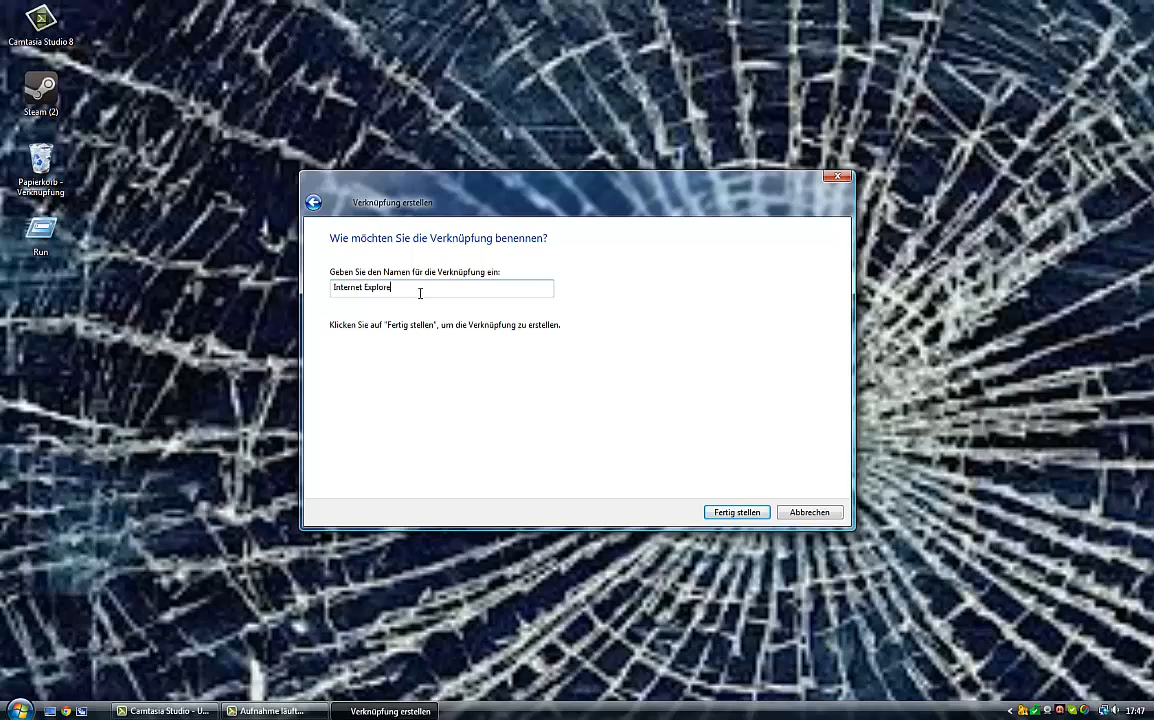 Camtasia Studio 8
Steam (2)
Papierkorb -
Verknüpfung
Run
Verknüpfung erstellen
Wie möchten Sie die Verknüpfung benennen?
Geben Sie den Namen für die Verknüpfung ein:
Internet Explore
Klicken Sie auf "Fertig stellen", um die Verknüpfung zu erstellen.
Fertig stellen
Abbrechen
Camtasia Studio - U...
Aufnahme läuft...
Verknüpfung erstellen
17:47